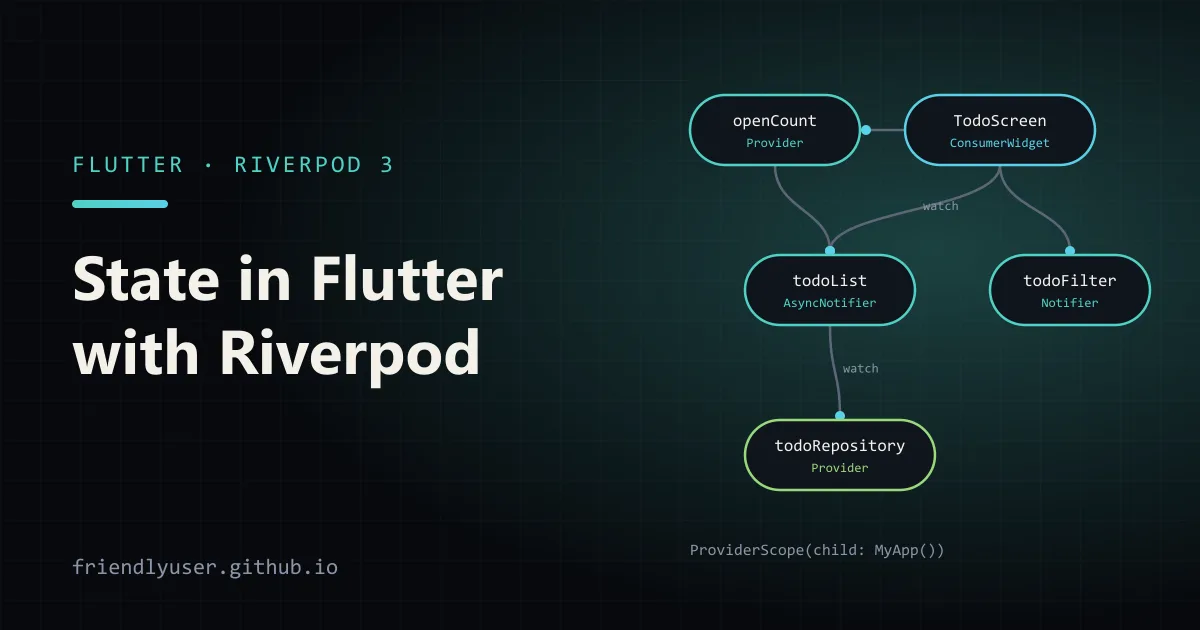 FLUTTER · RIVERPOD 3
State in Flutter
with Riverpod
friendlyuser.github.io
openCount
Provider
TodoScreen
ConsumerWidget
watch
todoList
AsyncNotifier
todoFilter
Notifier
watch
todoRepository
Provider
ProviderScope(child: MyApp())